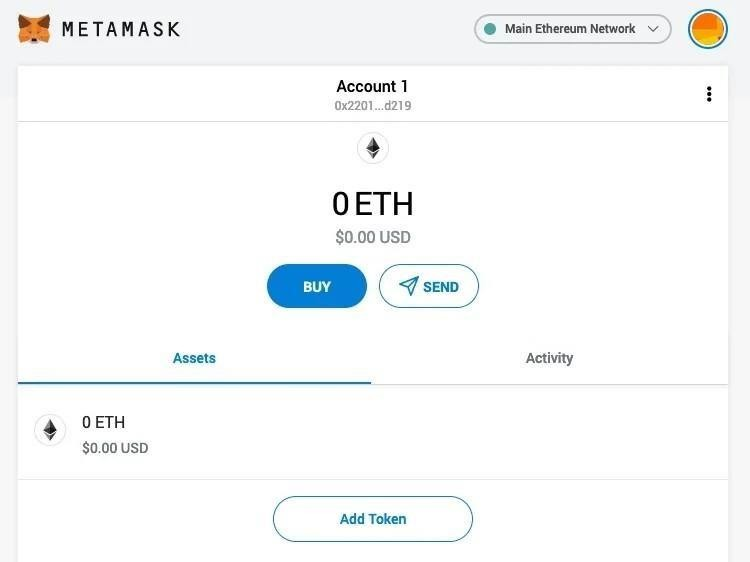 METAMASK
Main Ethereum Network
Account 1
0x2201...d219
0 ETH
$0.00 USD
BUY
SEND
Assets
Activity
0 ETH
$0.00 USD
Add Token